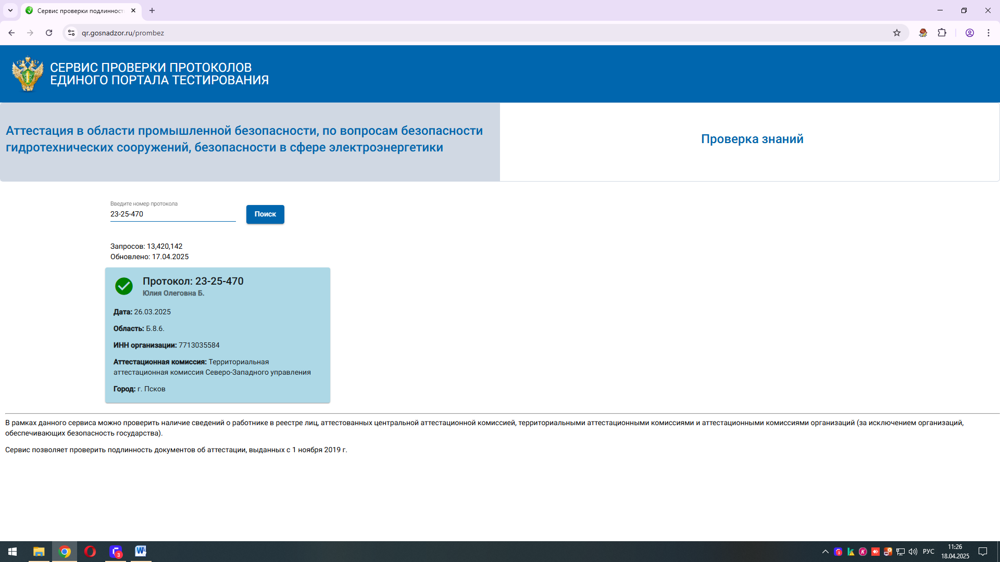 Сервис проверки подлинност
qr.gosnadzor.ru/prombez
СЕРВИС ПРОВЕРКИ ПРОТОКОЛОВ
ЕДИНОГО ПОРТАЛА ТЕСТИРОВАНИЯ
Аттестация в области промышленной безопасности, по вопросам безопасности
гидротехнических сооружений, безопасности в сфере электроэнергетики
Проверка знаний
Введите номер протокола
23-25-470
Поиск
Запросов: 13,420,142
Обновлено: 17.04.2025
Протокол: 23-25-470
Юлия Олеговна Б.
Дата: 26.03.2025
Область: Б.8.6.
ИНН организации: 7713035584
Аттестационная комиссия: Территориальная
аттестационная комиссия Северо-Западного управления
Город: г. Псков
В рамках данного сервиса можно проверить наличие сведений о работнике в реестре лиц, аттестованных центральной аттестационной комиссией, территориальными аттестационными комиссиями и аттестационными комиссиями организаций (за исключением организаций,
обеспечивающих безопасность государства).
Сервис позволяет проверить подлинность документов об аттестации, выданных с 1 ноября 2019 г.
3
W
3
K
РУС
11:26
18.04.2025